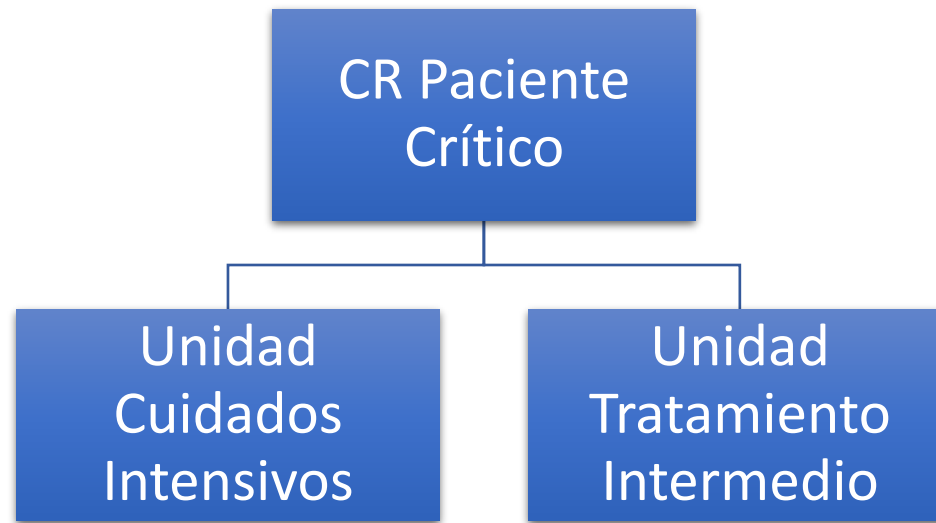 CR Paciente
Crítico
Unidad
Cuidados
Intensivos
Unidad
Tratamiento
Intermedio